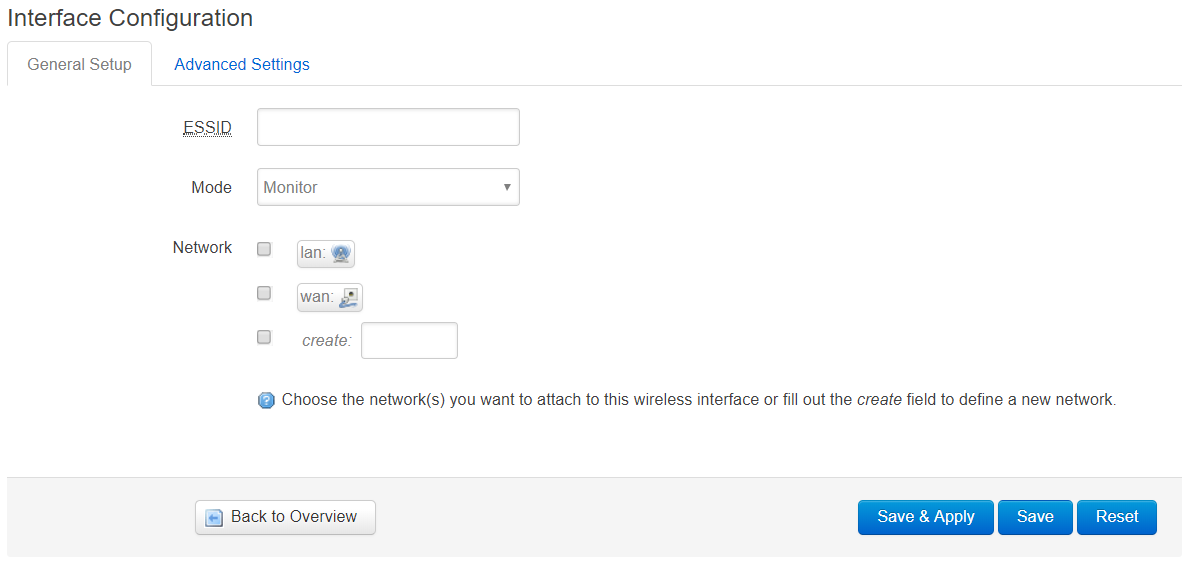 Interface Configuration
General Setup
Advanced Settings
ESSID
Mode
Monitor
Network
lan:
wan:
create:
Choose the network(s) you want to attach to this wireless interface or fill out the create field to define a new network.
Back to Overview
Save & Apply
Save
Reset